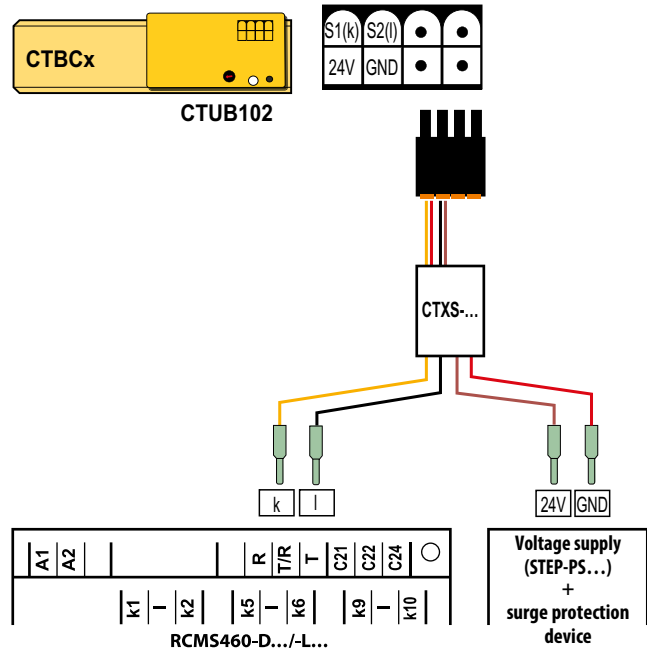 CTBCx
CTUB102
S1(k) S2(l)
24V GND
CTXS-...
k l
24V GND
A1 A2 R T/R T C21 C22 C24
k1 l k2 k5 l k6 k9 l k10
RCMS460-D.../-L...
Voltage supply
(STEP-PS...)
+
surge protection
device